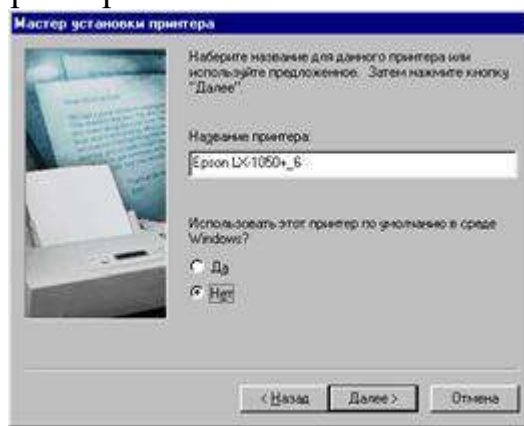 Мастер установки принтера
Наберите название для данного принтера или
используйте предложенное. Затем нажмите кнопку
"Далее".
Название принтера:
Epson LX-1050+_6
Использовать этот принтер по умолчанию в среде
Windows?
Да
Нет
< Назад
Далее >
Отмена